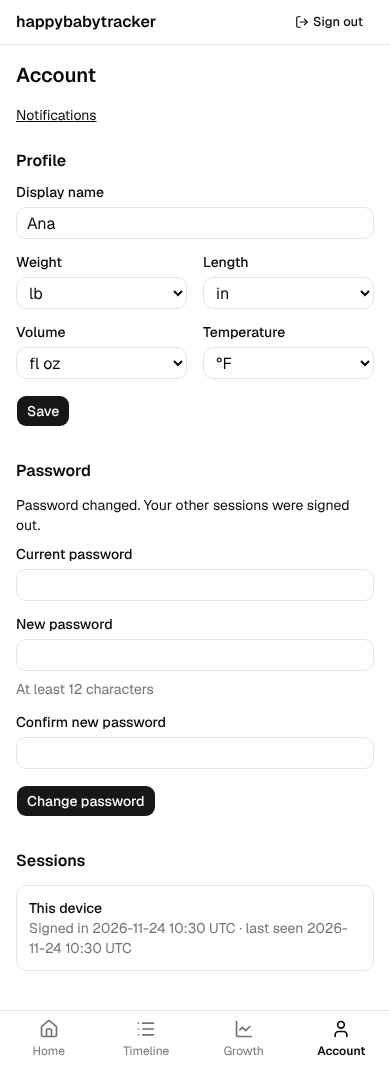 happybabytracker
Sign out
Account
Notifications
Profile
Display name
Ana
Weight
Length
lb
in
Volume
Temperature
fl oz
°F
Save
Password
Password changed. Your other sessions were signed
out.
Current password
New password
At least 12 characters
Confirm new password
Change password
Sessions
This device
Signed in 2026-11-24 10:30 UTC · last seen 2026-
11-24 10:30 UTC
Home
Timeline
Growth
Account